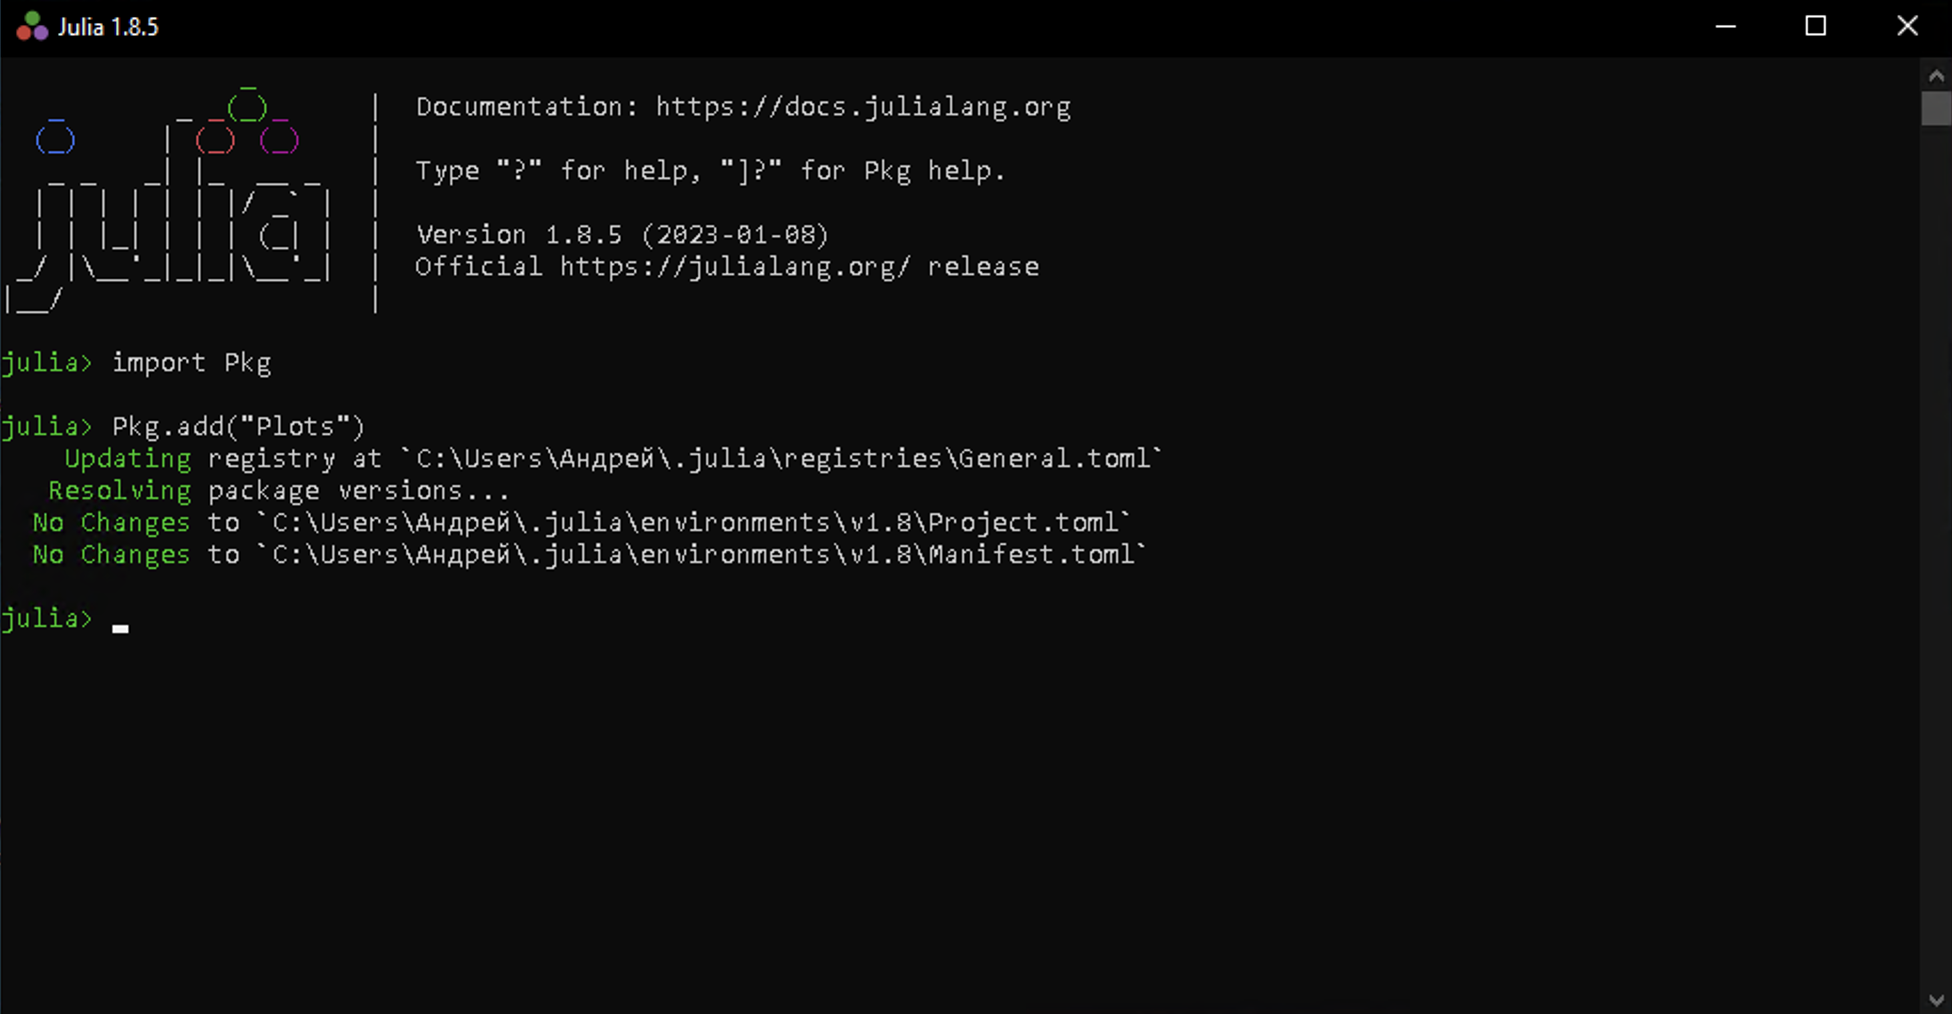 Julia 1.8.5
Documentation: https://docs.julialang.org
Type "?" for help, "]?" for Pkg help.
Version 1.8.5 (2023-01-08)
Official https://julialang.org/ release
julia> import Pkg
julia> Pkg.add("Plots")
Updating registry at `C:\Users\Андрей\.julia\registries\General.toml`
Resolving package versions...
No Changes to `C:\Users\Андрей\.julia\environments\v1.8\Project.toml`
No Changes to `C:\Users\Андрей\.julia\environments\v1.8\Manifest.toml`
julia>